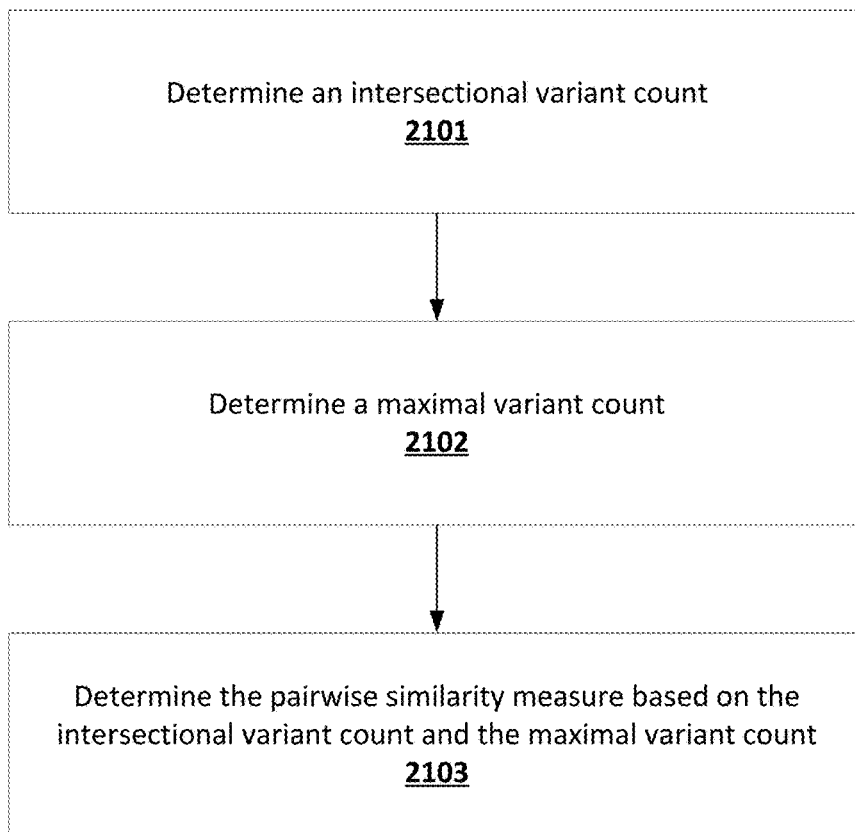 Determine an intersectional variant count
2101
Determine a maximal variant count
2102
Determine the pairwise similarity measure based on the
intersectional variant count and the maximal variant count
2103